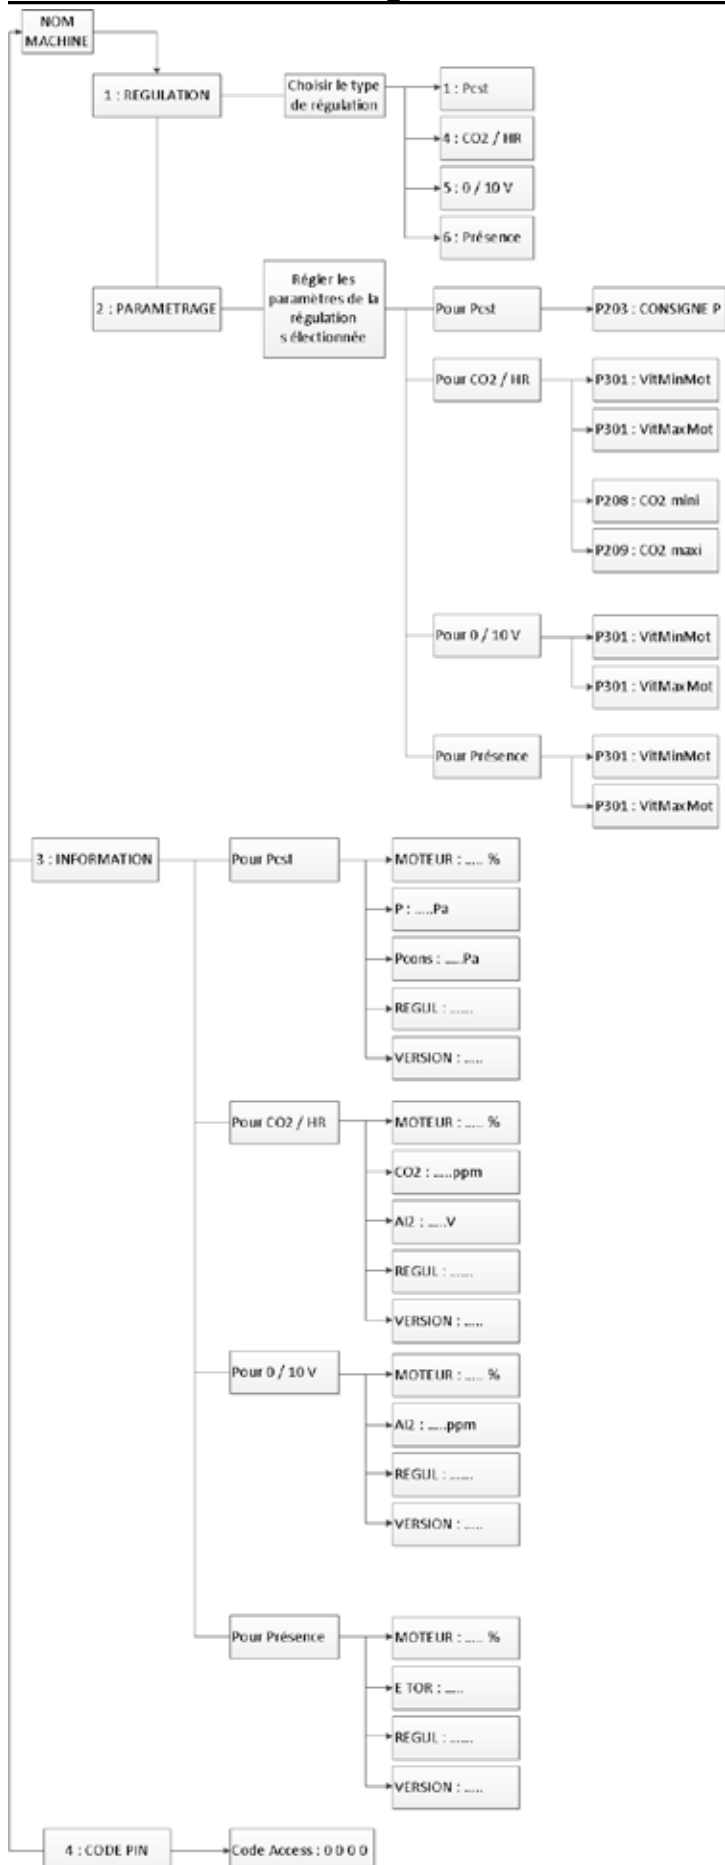 NOM
MACHINE
1 : REGULATION
Choisir le type
de régulation
1 : Pcst
4 : CO2 / HR
5 : 0 / 10 V
6 : Présence
2 : PARAMETRAGE
Régler les
paramètres de la
régulation
sélectionnée
Pour Pcst
P203 : CONSIGNE P
Pour CO2 / HR
P301 : VitMinMot
P301 : VitMaxMot
P208 : CO2 mini
P209 : CO2 maxi
Pour 0 / 10 V
P301 : VitMinMot
P301 : VitMaxMot
Pour Présence
P301 : VitMinMot
P301 : VitMaxMot
3 : INFORMATION
Pour Pcst
MOTEUR : ..... %
P : .....Pa
Pcons : .....Pa
REGUL : ......
VERSION : .....
Pour CO2 / HR
MOTEUR : ..... %
CO2 : .....ppm
AI2 : .....V
REGUL : ......
VERSION : .....
Pour 0 / 10 V
MOTEUR : ..... %
AI2 : .....ppm
REGUL : ......
VERSION : .....
Pour Présence
MOTEUR : ..... %
E TOR : .....
REGUL : ......
VERSION : .....
4 : CODE PIN
Code Access : 0 0 0 0